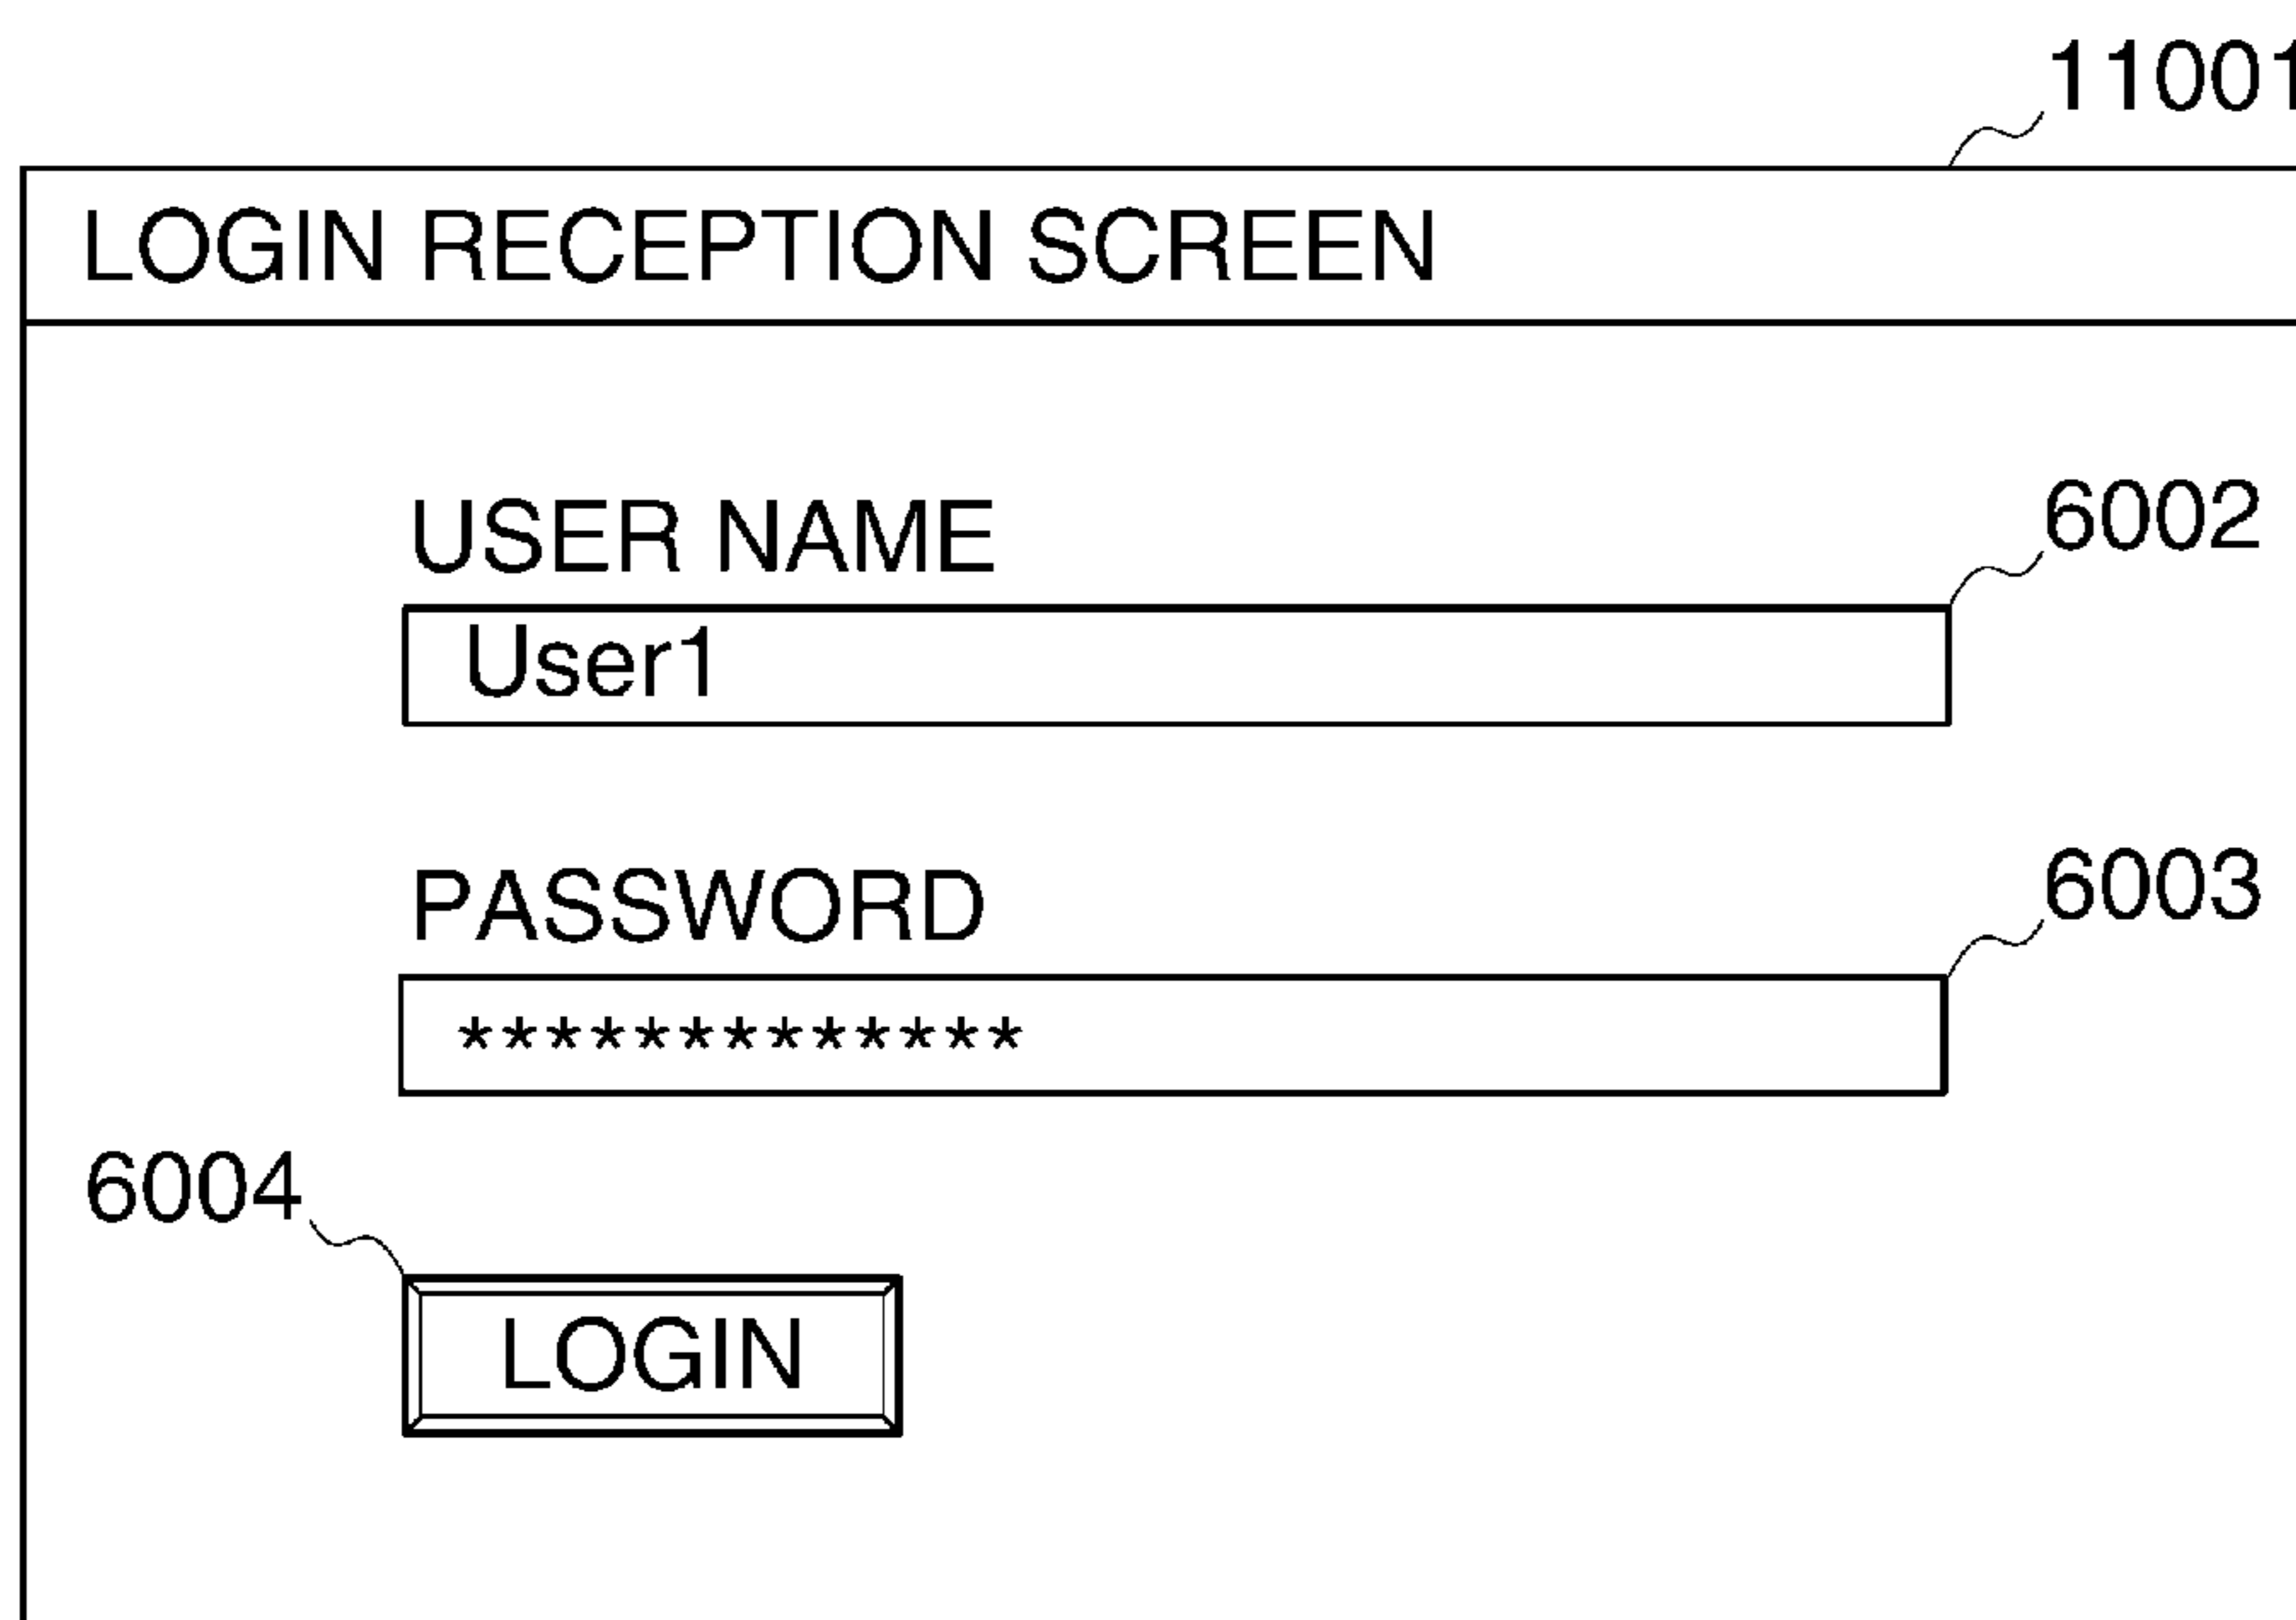 11001
LOGIN RECEPTION SCREEN
USER NAME
6002
User1
PASSWORD
6003
*************
6004
LOGIN